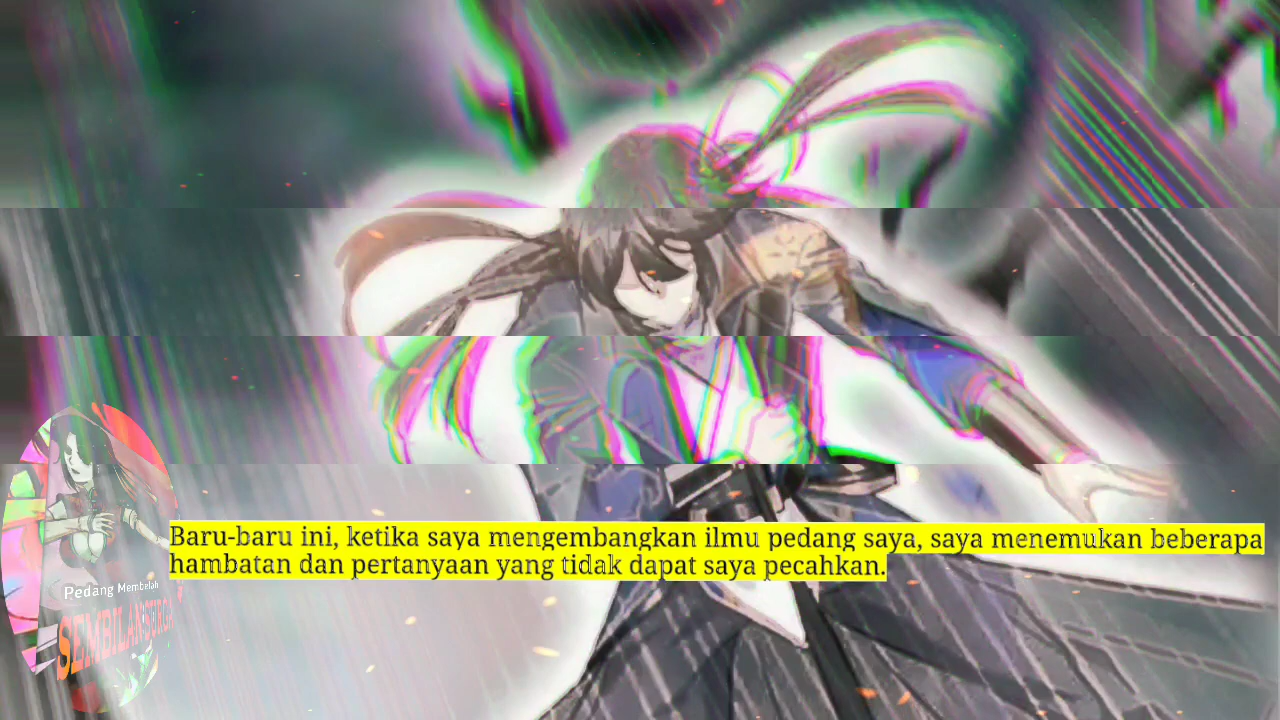 Baru-baru ini, ketika saya mengembangkan ilmu pedang saya, saya menemukan beberapa
hambatan dan pertanyaan yang tidak dapat saya pecahkan.
Pedang Membelah
SEMBILAN SURGA